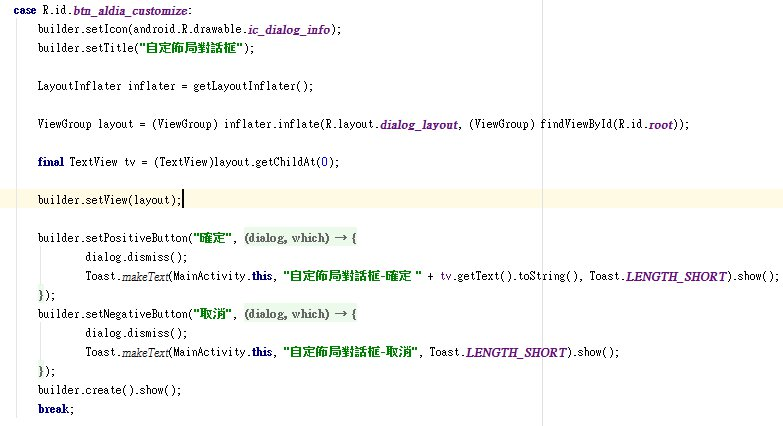 case R.id.btn_aldia_customize:
builder.setIcon(android.R.drawable.ic_dialog_info);
builder.setTitle("自定佈局對話框");
LayoutInflater inflater = getLayoutInflater();
ViewGroup layout = (ViewGroup) inflater.inflate(R.layout.dialog_layout, (ViewGroup) findViewById(R.id.root));
final TextView tv = (TextView)layout.getChildAt(0);
builder.setView(layout);
builder.setPositiveButton("確定", (dialog, which) → {
dialog.dismiss();
Toast.makeText(MainActivity.this, "自定佈局對話框-確定 " + tv.getText().toString(), Toast.LENGTH_SHORT).show();
});
builder.setNegativeButton("取消", (dialog, which) → {
dialog.dismiss();
Toast.makeText(MainActivity.this, "自定佈局對話框-取消", Toast.LENGTH_SHORT).show();
});
builder.create().show();
break;